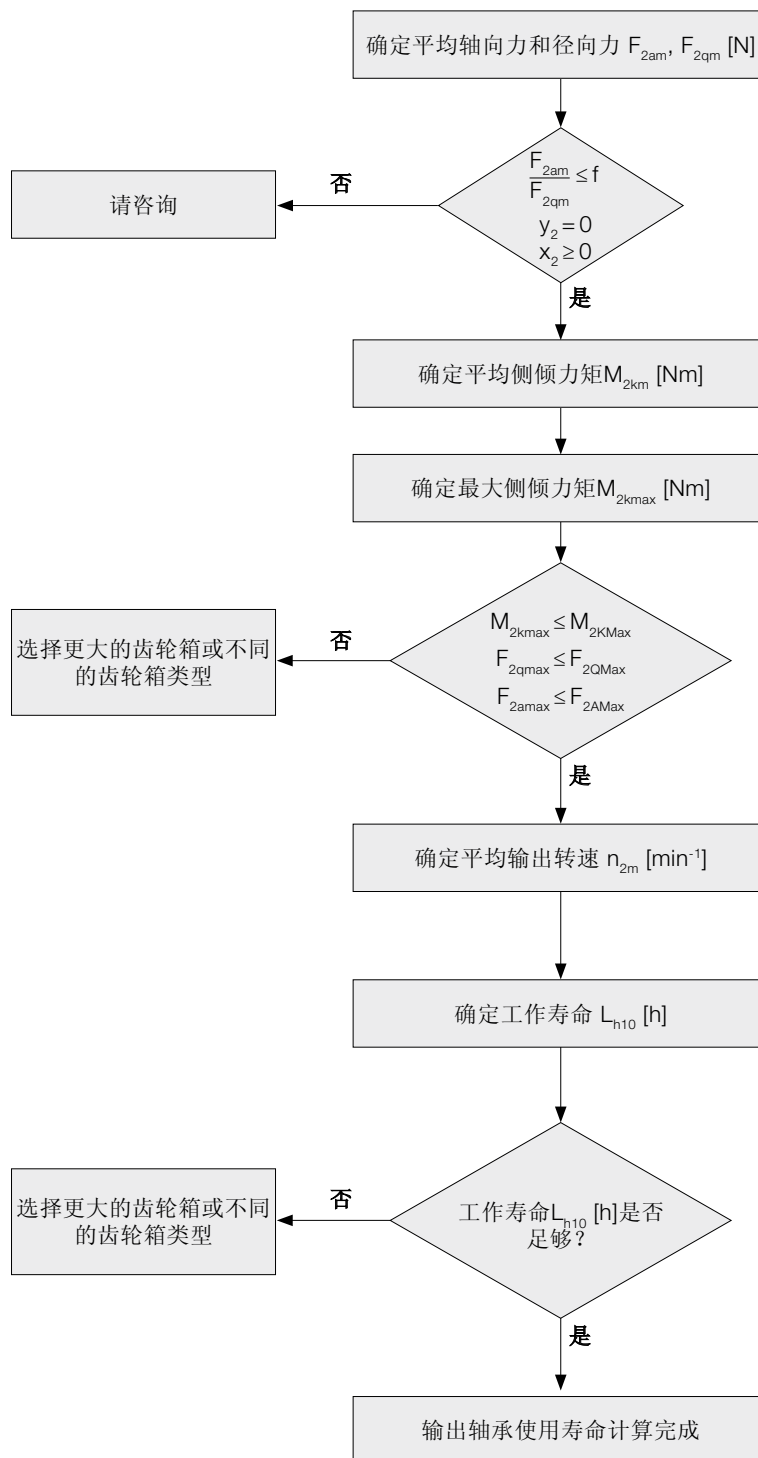 确定平均轴向力和径向力 F₂ₐₘ, F₂qₘ [N]
F₂ₐₘ
F₂qₘ
≤ f
y₂ = 0
x₂ ≥ 0
否
请咨询
是
确定平均侧倾力矩M₂ₖₘ [Nm]
确定最大侧倾力矩M₂ₖₘₐₓ [Nm]
M₂ₖₘₐₓ ≤ M₂KMax
F₂qmax ≤ F₂QMax
F₂amax ≤ F₂AMax
否
选择更大的齿轮箱或不同
的齿轮箱类型
是
确定平均输出转速 n₂ₘ [min⁻¹]
确定工作寿命 Lₕ₁₀ [h]
工作寿命Lₕ₁₀ [h]是否
足够?
否
选择更大的齿轮箱或不同
的齿轮箱类型
是
输出轴承使用寿命计算完成